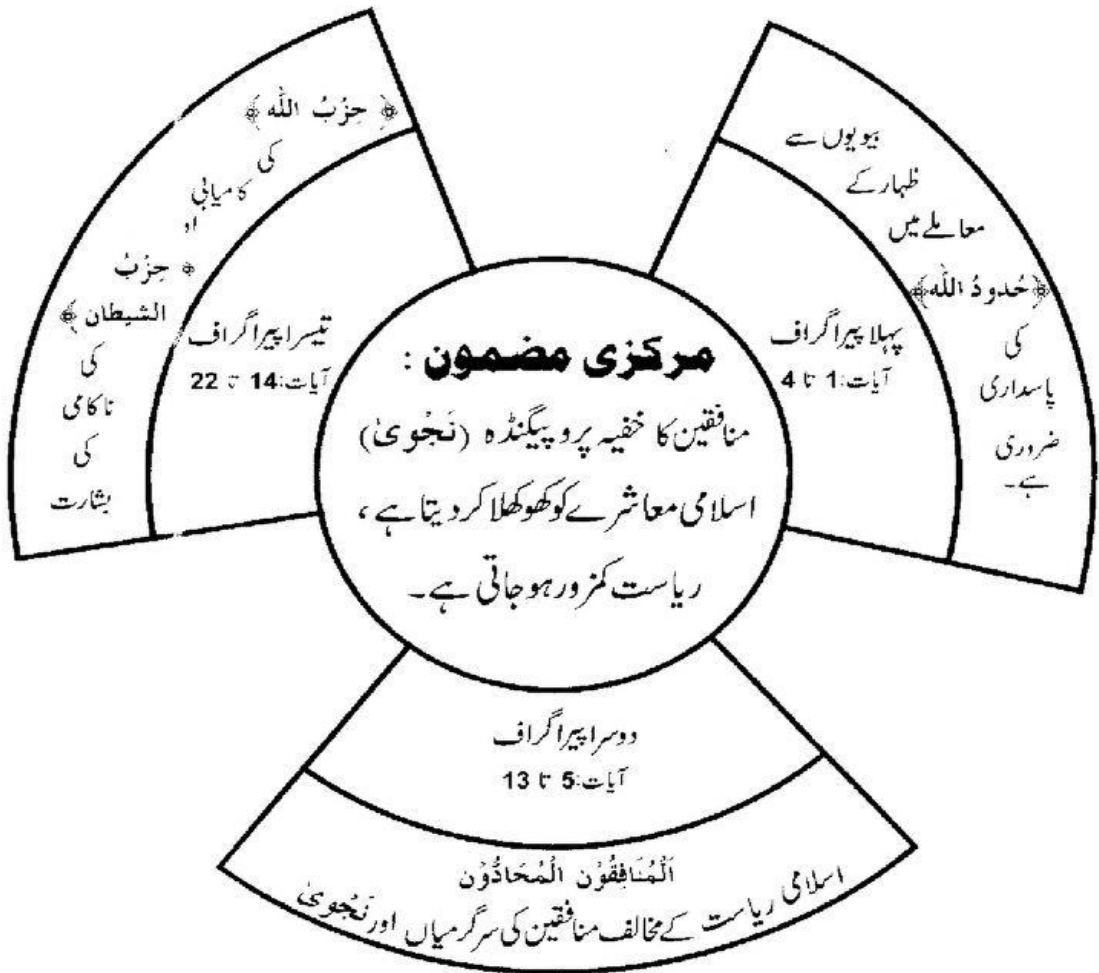 مرکزی مضمون :
منافقین کا خفیہ پروپیگنڈہ (نَجْویٰ)
اسلامی معاشرے کو کھوکھلا کر دیتا ہے ،
ریاست کمزور ہو جاتی ہے۔
پہلا پیراگراف
آیات:1 تا 4
بیویوں سے
ظہار کے
معاملے میں
﴿حُدودُ اللّٰه﴾
کی
پاسداری
ضروری
ہے۔
دوسرا پیراگراف
آیات:5 تا 13
اَلْمُنَافِقُوْن الْمُحَادُّوْن
اسلامی ریاست کے مخالف منافقین کی سرگرمیاں اور نَجْویٰ
تیسرا پیراگراف
آیات:14 تا 22
﴿ حِزْبُ اللّٰه ﴾
کی
کامیابی
او
﴿ حِزْبُ
الشیطان ﴾
کی
ناکامی
کی
بشارت